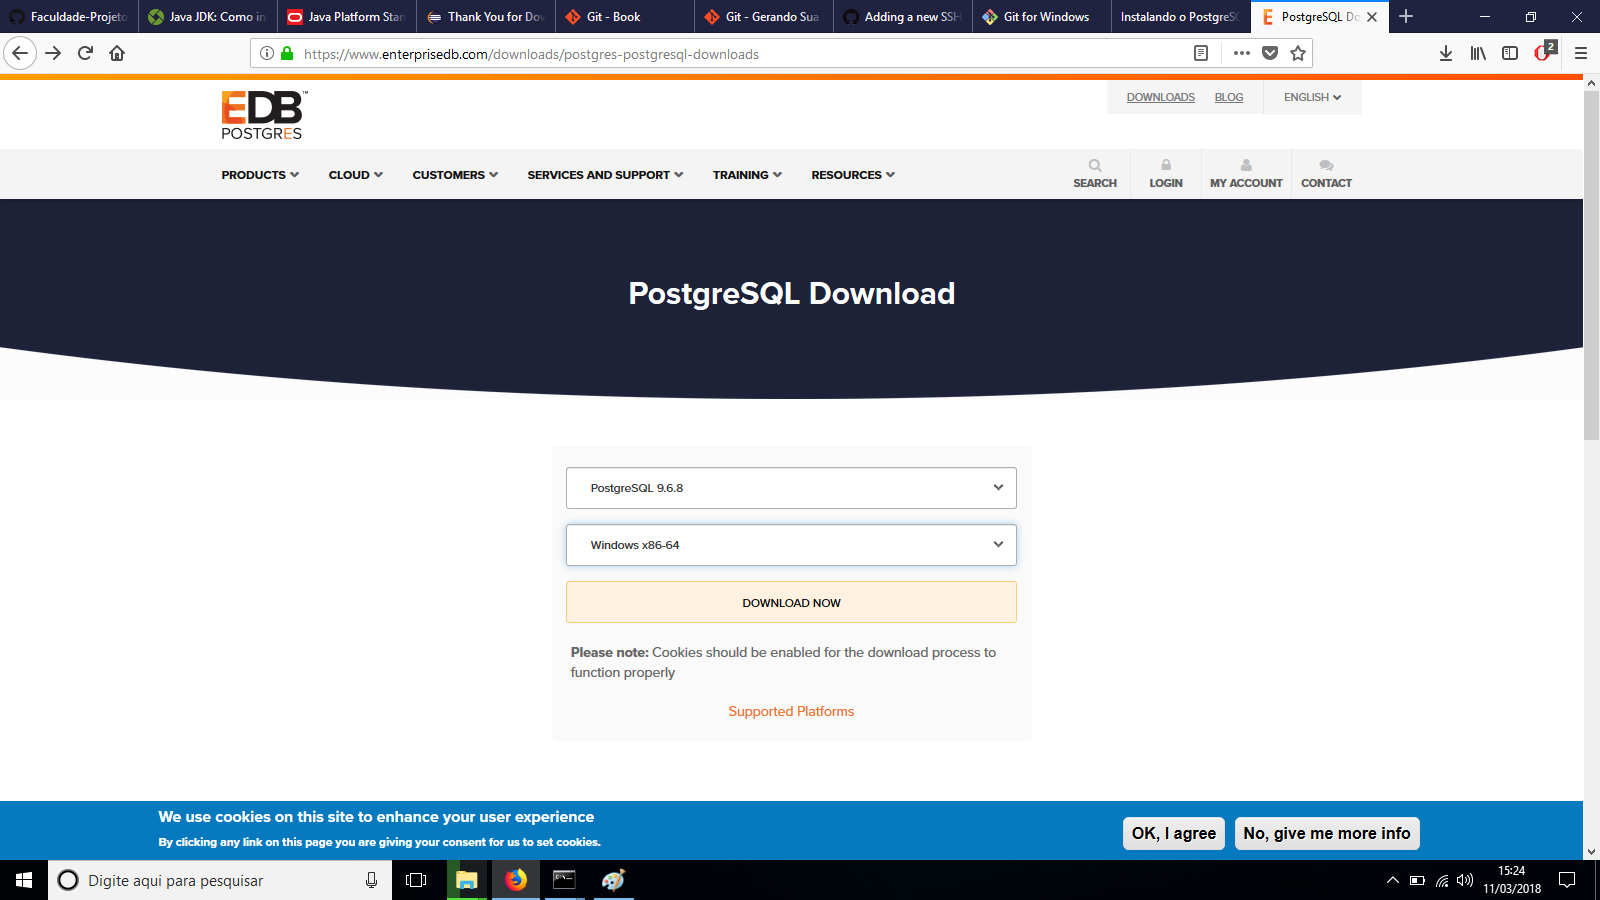 Faculdade-Projeto
Java JDK: Como in
Java Platform Stan
Thank You for Dow
Git - Book
Git - Gerando Sua
Adding a new SSH
Git for Windows
Instalando o PostgreSQ
PostgreSQL Do
https://www.enterprisedb.com/downloads/postgres-postgresql-downloads
2
EDB™
POSTGRES
DOWNLOADS
BLOG
ENGLISH
PRODUCTS
CLOUD
CUSTOMERS
SERVICES AND SUPPORT
TRAINING
RESOURCES
SEARCH
LOGIN
MY ACCOUNT
CONTACT
PostgreSQL Download
PostgreSQL 9.6.8
Windows x86-64
DOWNLOAD NOW
Please note: Cookies should be enabled for the download process to
function properly
Supported Platforms
We use cookies on this site to enhance your user experience
By clicking any link on this page you are giving your consent for us to set cookies.
OK, I agree
No, give me more info
Digite aqui para pesquisar
15:24
11/03/2018